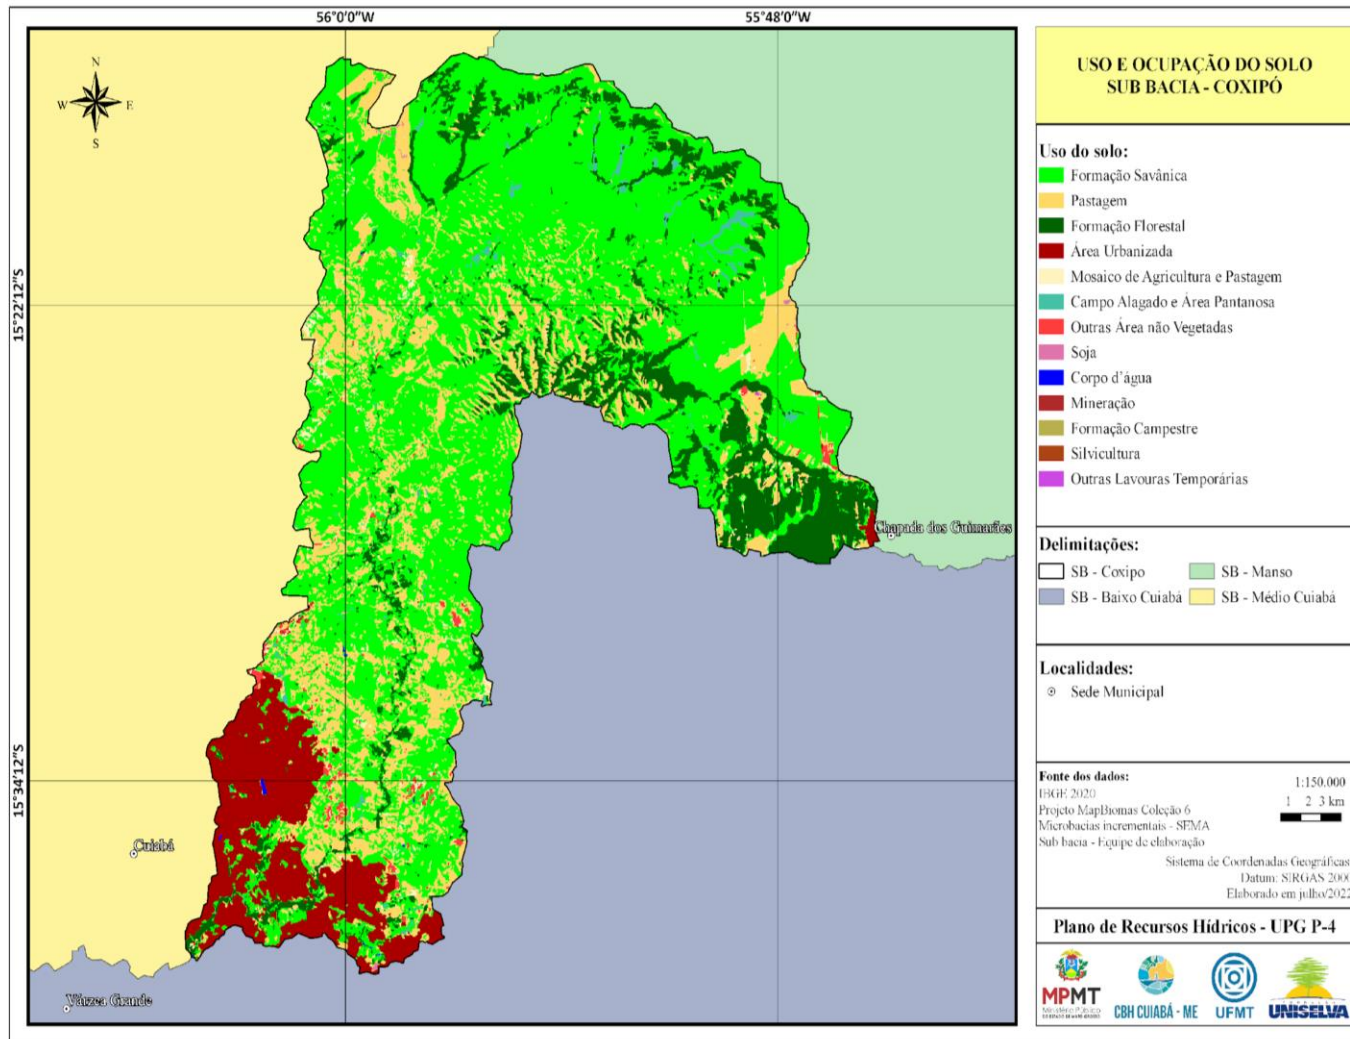 56°0'0"W
55°48'0"W
N
W
E
S
15°22'12"S
15°34'12"S
Chapada dos Guimarães
Cuiabá
Várzea Grande
USO E OCUPAÇÃO DO SOLO
SUB BACIA - COXIPÓ
Uso do solo:
Formação Savânica
Pastagem
Formação Florestal
Área Urbanizada
Mosaico de Agricultura e Pastagem
Campo Alagado e Área Pantanosa
Outras Área não Vegetadas
Soja
Corpo d'água
Mineração
Formação Campestre
Silvicultura
Outras Lavouras Temporárias
Delimitações:
SB - Coxipo
SB - Manso
SB - Baixo Cuiabá
SB - Médio Cuiabá
Localidades:
Sede Municipal
Fonte dos dados:
IBGE 2020
Projeto MapBiomas Coleção 6
Microbacias incrementais - SEMA
Sub bacia - Equipe de elaboração
1:150.000
1 2 3 km
Sistema de Coordenadas Geográficas
Datum: SIRGAS 2000
Elaborado em julho/2022
Plano de Recursos Hídricos - UPG P-4
MPMT
Ministério Público
CBH CUIABÁ - ME
UFMT
UNISELVA